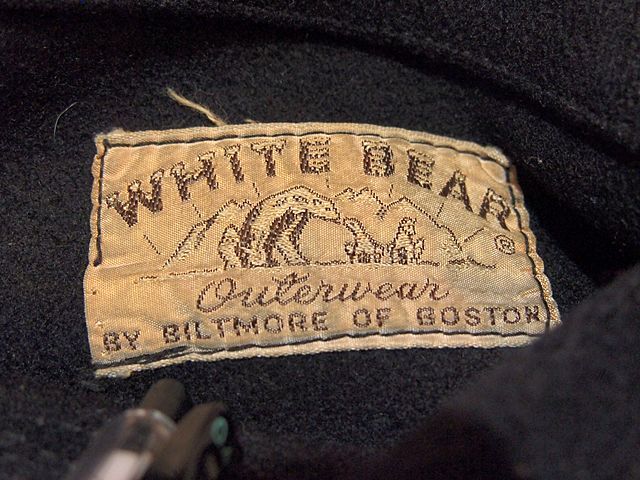 WHITE BEAR
®
Outerwear
BY BILTMORE OF BOSTON